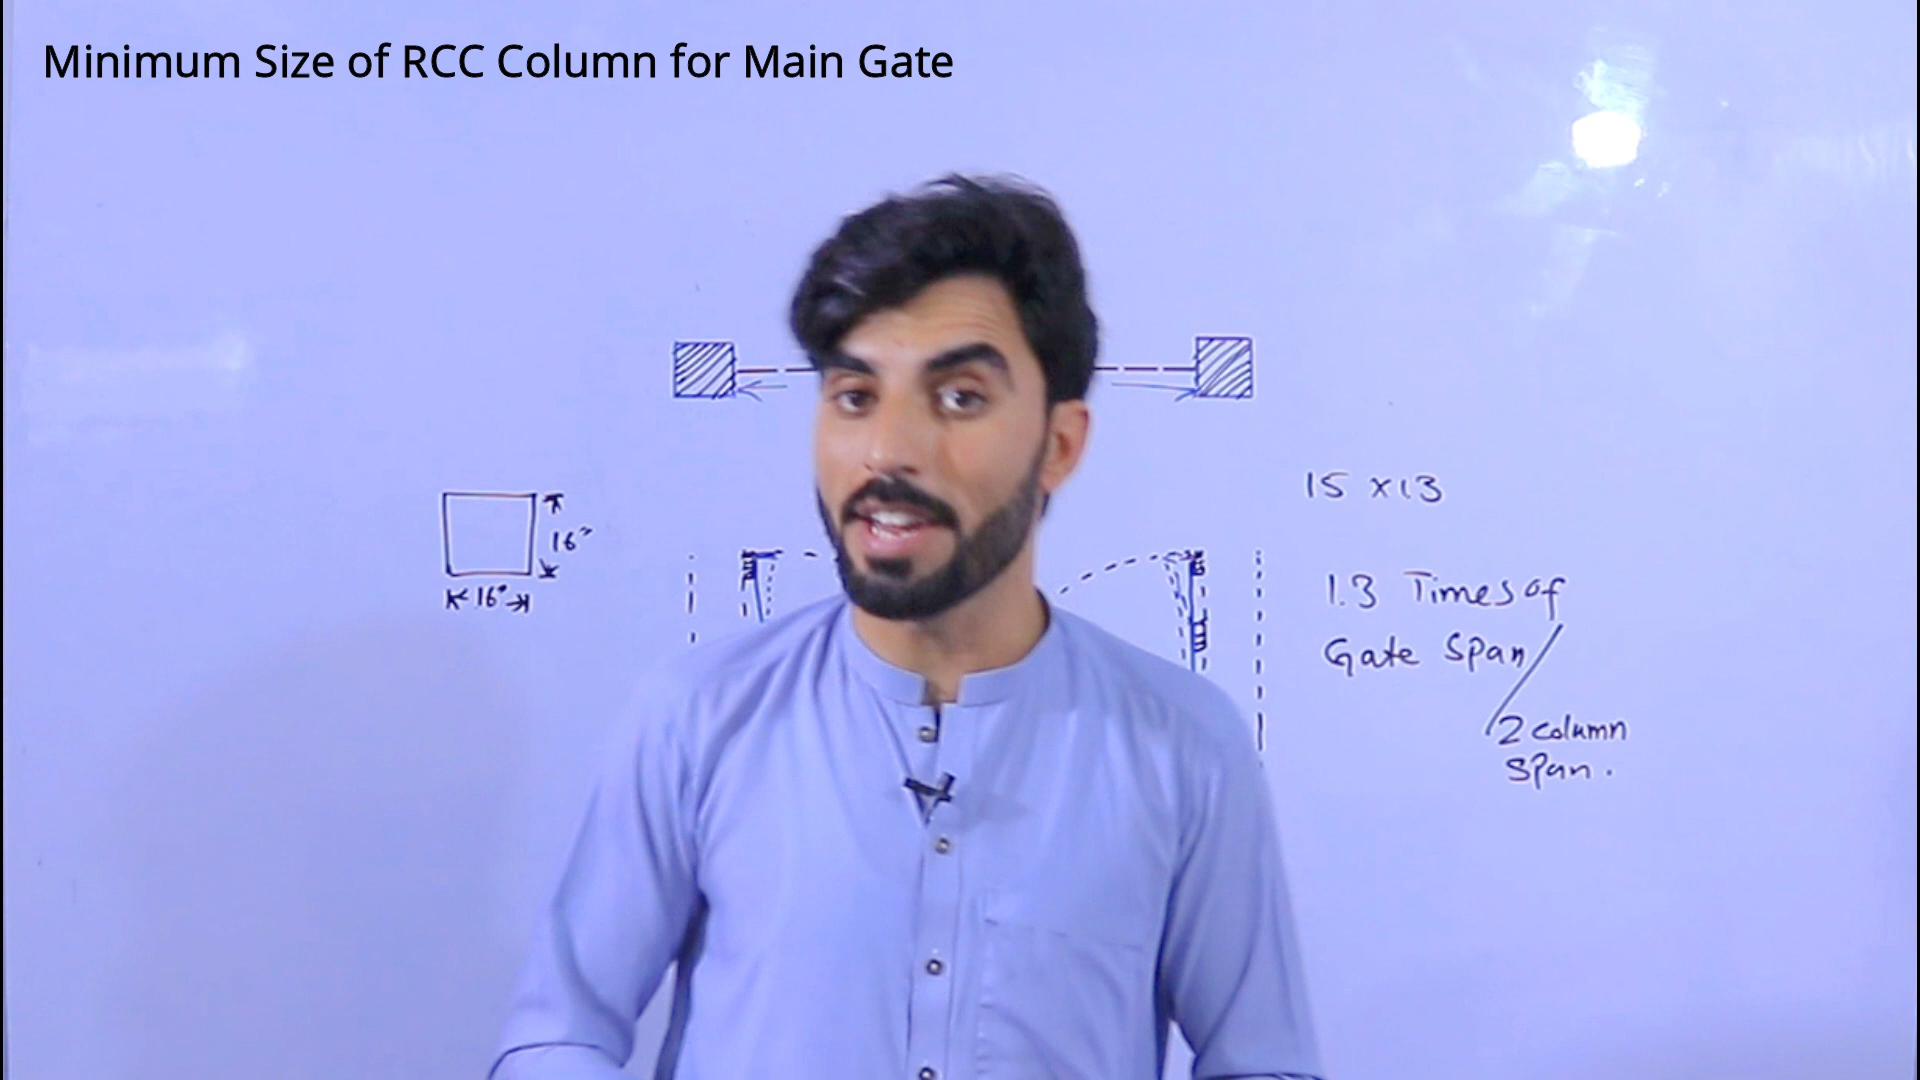 Minimum Size of RCC Column for Main Gate
15 x13
16"
16"
1.3 Times of
Gate Span/
2 column
Span.